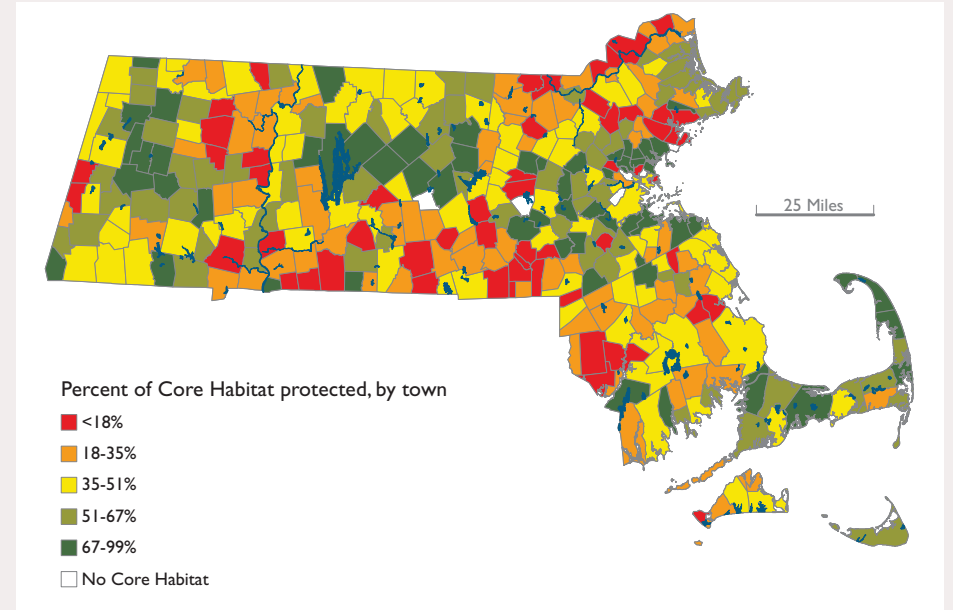 25 Miles
Percent of Core Habitat protected, by town
<18%
18-35%
35-51%
51-67%
67-99%
No Core Habitat